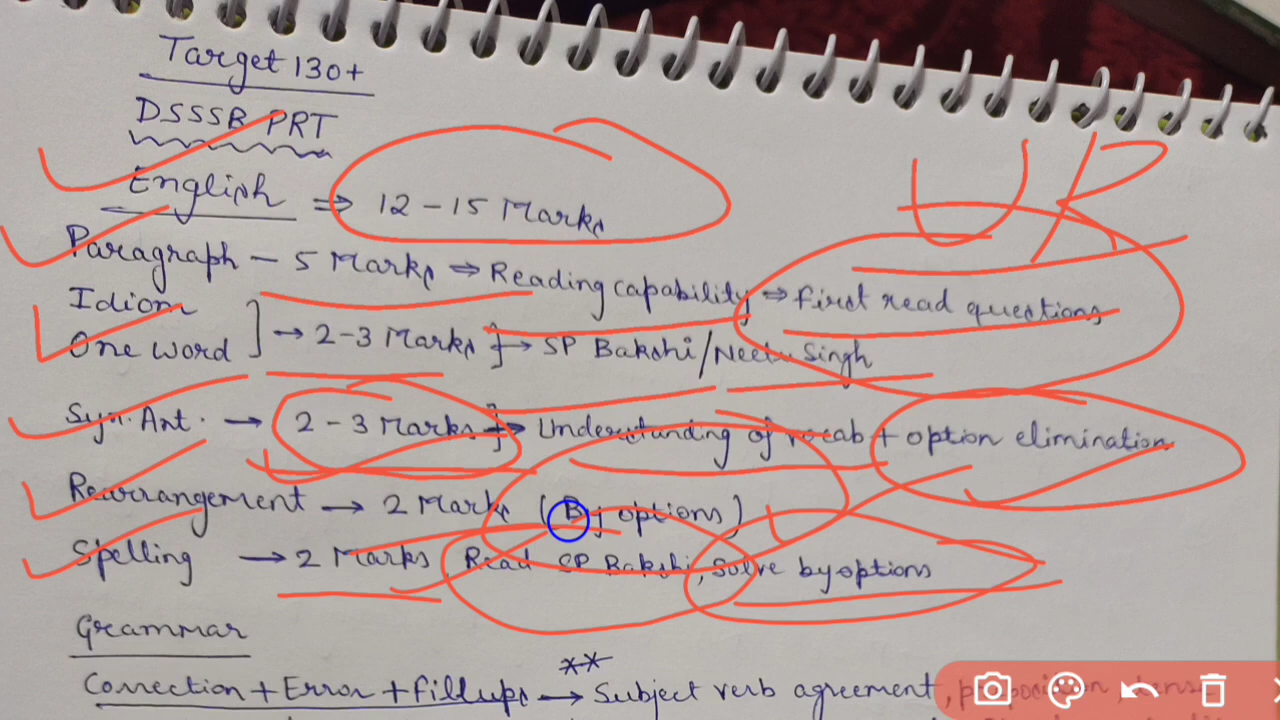 Target 130+
DSSSB PRT
English ⇒ 12-15 Marks
UR
Paragraph - 5 Marks ⇒ Reading capability ⇒ First read questions
Idiom
One word ] → 2-3 Marks } → SP Bakshi/Neetu Singh
Syn. Ant. → 2-3 Marks } → Understanding of vocab + option elimination
Rearrangement → 2 Marks (By options)
Spelling → 2 Marks Read SP Bakshi, Solve by options
Grammar
Correction + Error + Fillups → ** Subject verb agreement, preposition, tense